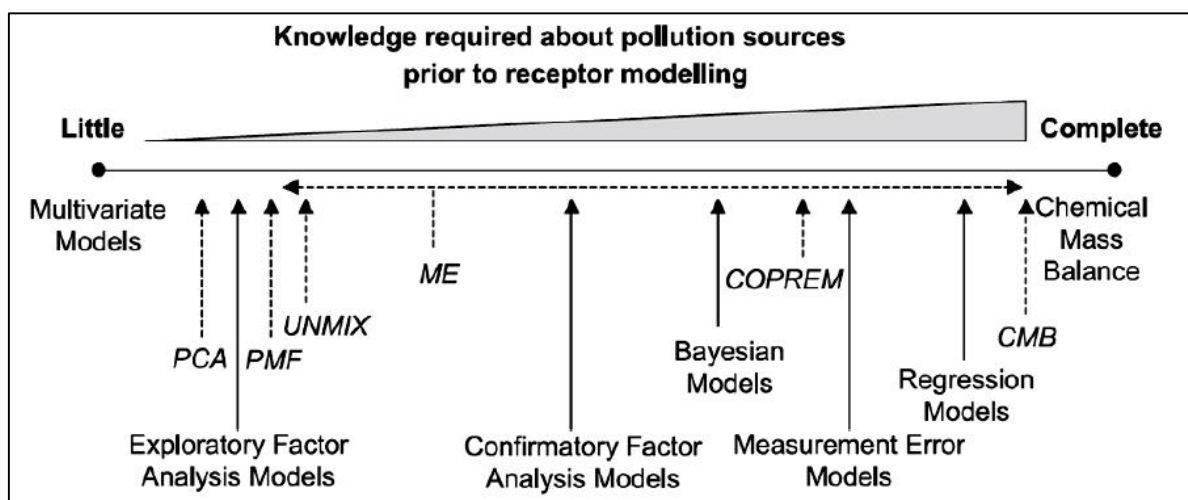 Knowledge required about pollution sources
prior to receptor modelling
Little
Complete
Multivariate
Models
Chemical
Mass
Balance
PCA
PMF
UNMIX
ME
COPREM
CMB
Bayesian
Models
Regression
Models
Exploratory Factor
Analysis Models
Confirmatory Factor
Analysis Models
Measurement Error
Models